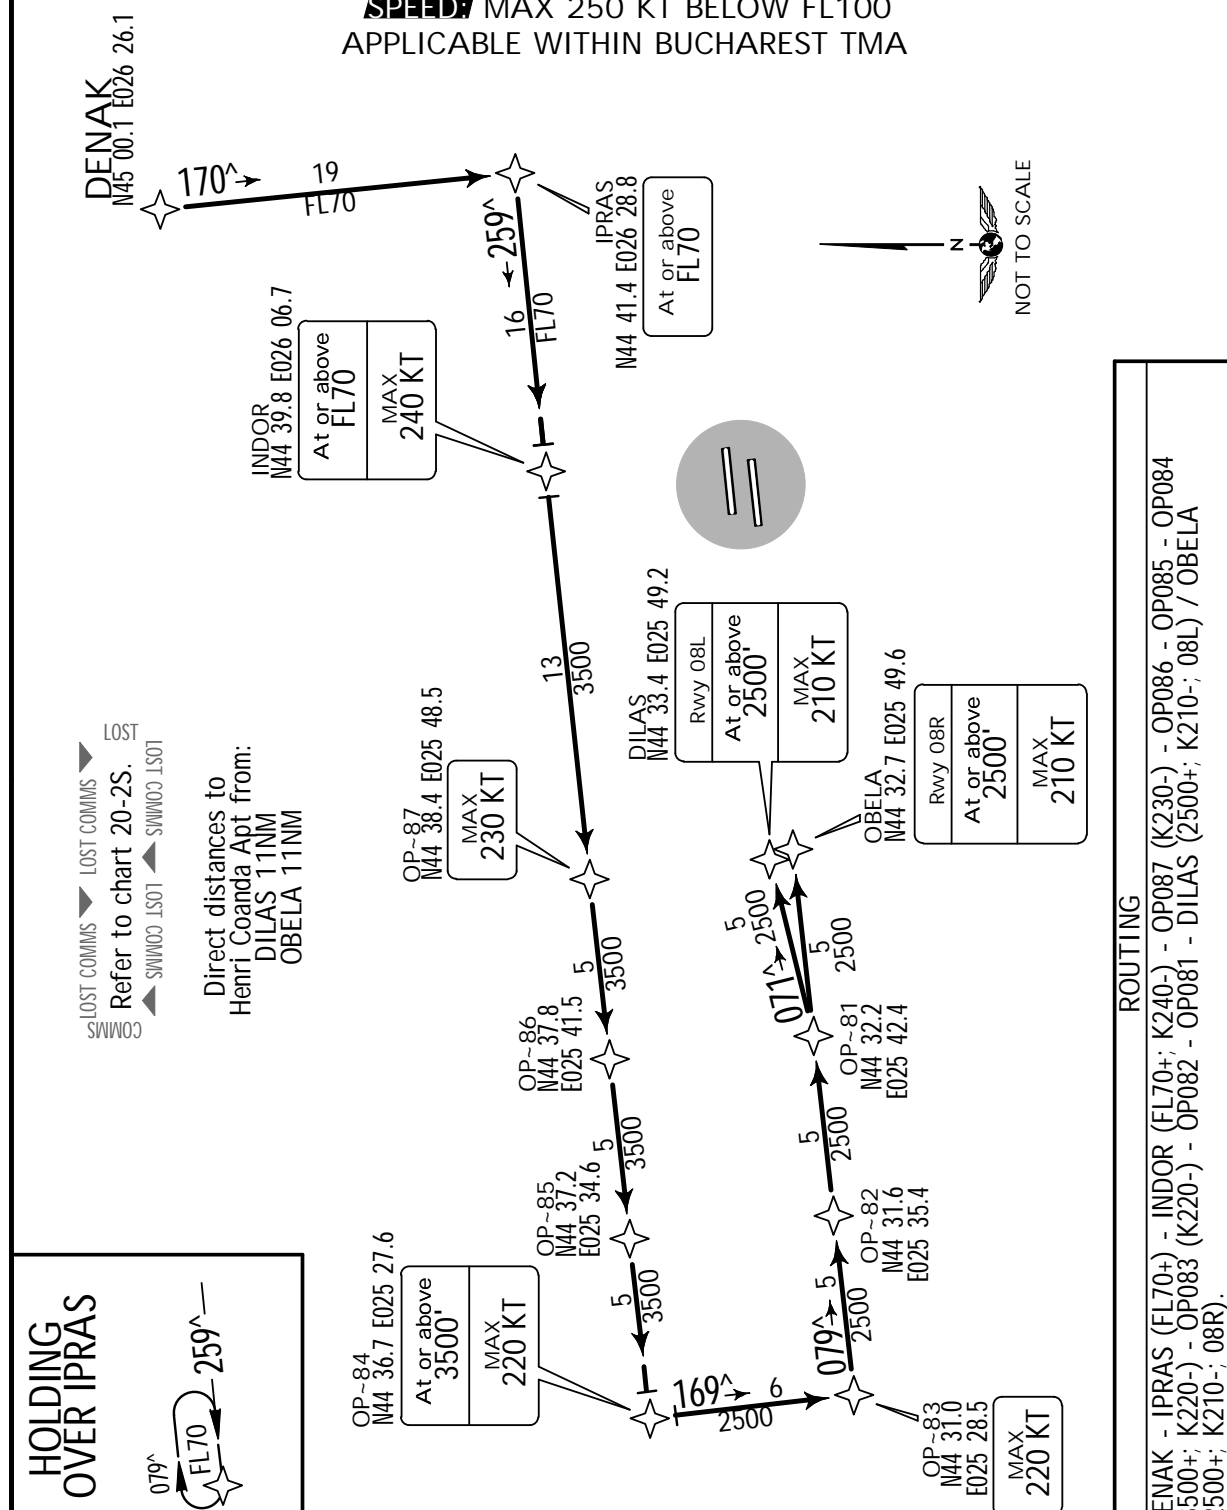 SPEED: MAX 250 KT BELOW FL100
APPLICABLE WITHIN BUCHAREST TMA
DENAK
N45 00.1 E026 26.1
170^
19
FL70
IPRAS
N44 41.4 E026 28.8
At or above
FL70
259^
16
FL70
INDOR
N44 39.8 E026 06.7
At or above
FL70
MAX
240 KT
N
NOT TO SCALE
13
3500
LOST COMMS LOST COMMS LOST
Refer to chart 20-2S.
COMMS LOST COMMS LOST COMMS
Direct distances to
Henri Coanda Apt from:
DILAS 11NM
OBELA 11NM
OP~87
N44 38.4 E025 48.5
MAX
230 KT
5
3500
OP~86
N44 37.8
E025 41.5
5
3500
OP~85
N44 37.2
E025 34.6
5
3500
OP~84
N44 36.7 E025 27.6
At or above
3500'
MAX
220 KT
169^
6
2500
OP~83
N44 31.0
E025 28.5
MAX
220 KT
079^
5
2500
OP~82
N44 31.6
E025 35.4
5
2500
OP~81
N44 32.2
E025 42.4
071^
5
2500
5
2500
DILAS
N44 33.4 E025 49.2
Rwy 08L
At or above
2500'
MAX
210 KT
OBELA
N44 32.7 E025 49.6
Rwy 08R
At or above
2500'
MAX
210 KT
HOLDING
OVER IPRAS
079^
FL70
259^
ROUTING
ENAK - IPRAS (FL70+) - INDOR (FL70+; K240-) - OP087 (K230-) - OP086 - OP085 - OP084
500+; K220-) - OP083 (K220-) - OP082 - OP081 - DILAS (2500+; K210-; 08L) / OBELA
500+; K210-; 08R).